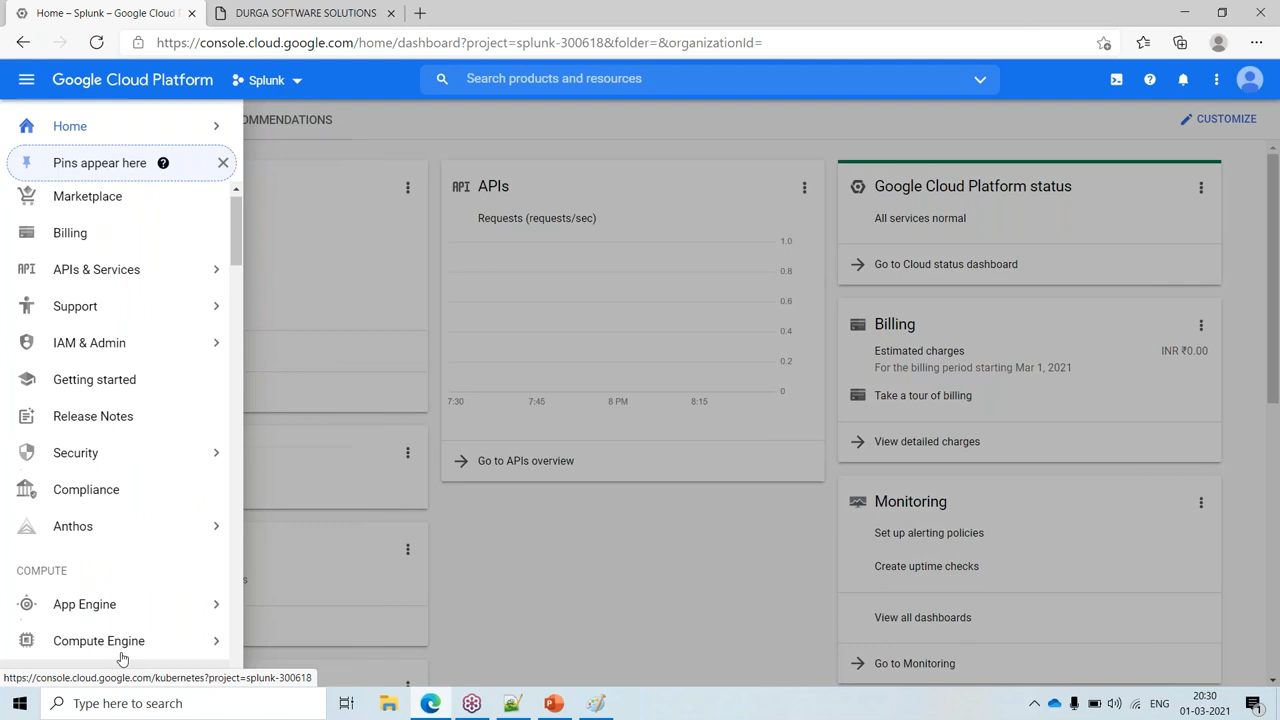 Home – Splunk – Google Cloud P
DURGA SOFTWARE SOLUTIONS
https://console.cloud.google.com/home/dashboard?project=splunk-300618&folder=&organizationId=
Google Cloud Platform
Splunk
Search products and resources
Home
OMMENDATIONS
CUSTOMIZE
Pins appear here
Marketplace
Billing
APIs & Services
Support
IAM & Admin
Getting started
Release Notes
Security
Compliance
Anthos
COMPUTE
App Engine
Compute Engine
https://console.cloud.google.com/kubernetes?project=splunk-300618
s
API APIs
Requests (requests/sec)
1.0
0.8
0.6
0.4
0.2
0
7:30 7:45 8 PM 8:15
Go to APIs overview
Google Cloud Platform status
All services normal
Go to Cloud status dashboard
Billing
Estimated charges INR ₹0.00
For the billing period starting Mar 1, 2021
Take a tour of billing
View detailed charges
Monitoring
Set up alerting policies
Create uptime checks
View all dashboards
Go to Monitoring
Type here to search
ENG
20:30
01-03-2021
1